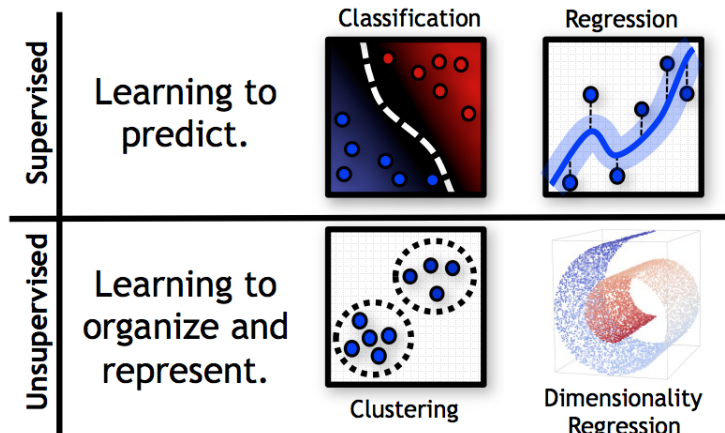 Classification
Regression
Supervised
Learning to
predict.
Unsupervised
Learning to
organize and
represent.
Clustering
Dimensionality
Regression